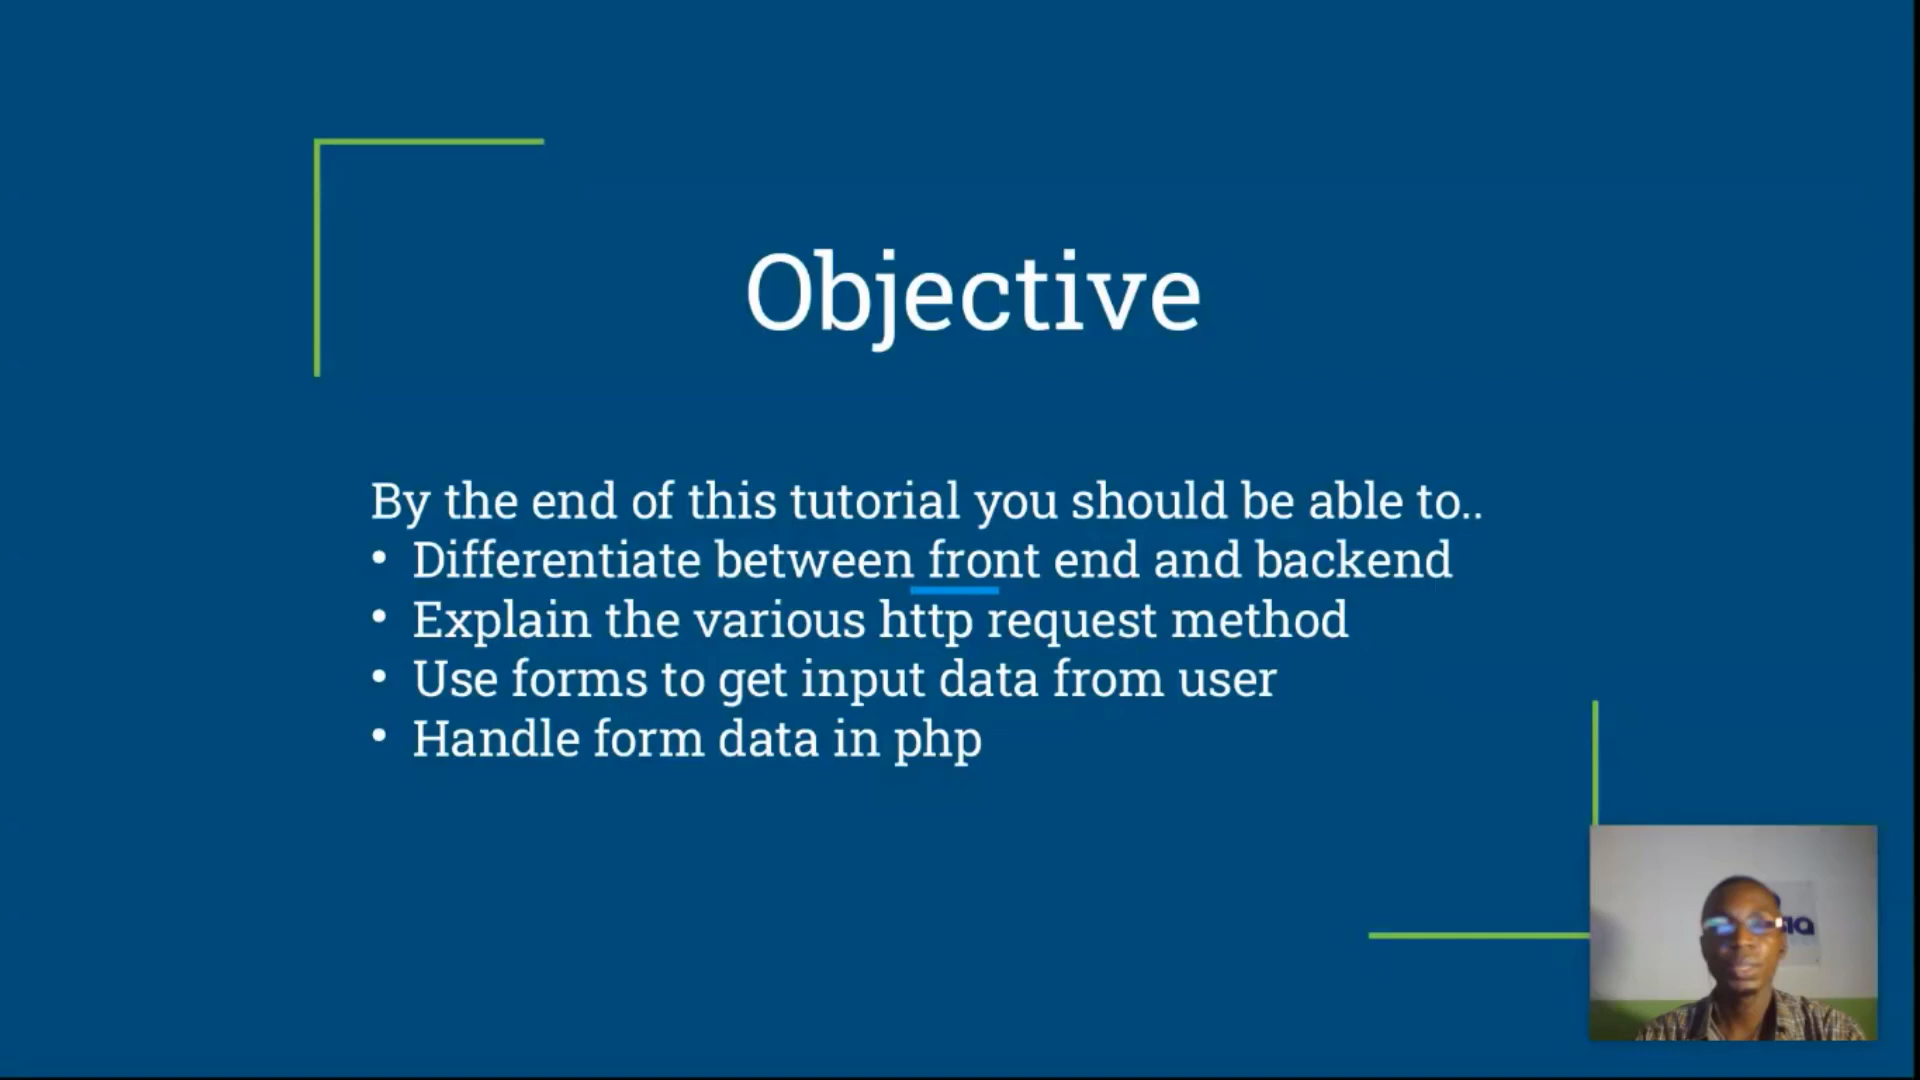 Objective
By the end of this tutorial you should be able to..
• Differentiate between front end and backend
• Explain the various http request method
• Use forms to get input data from user
• Handle form data in php